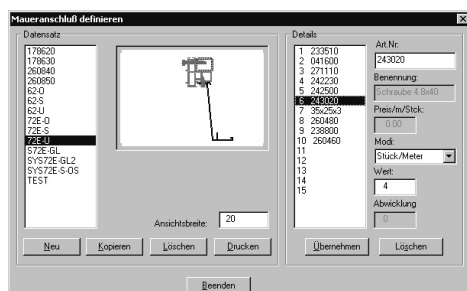 Maueranschluß definieren
Datensatz
178620
178630
260840
260850
62-O
62-S
62-U
72E-O
72E-S
72E-U
S72E-GL
SYS72E-GL2
SYS72E-S-OS
TEST
Ansichtsbreite: 20
Neu Kopieren Löschen Drucken
Details
1 233510
2 041600
3 271110
4 242230
5 242500
6 243020
7 35x25x3
8 260480
9 238800
10 260460
11
12
13
14
15
Art.Nr.
243020
Benennung:
Schraube 4.8x40
Preis/m/Stck:
0.00
Modi:
Stück/Meter
Wert:
4
Abwicklung
0
Übernehmen Löschen
Beenden